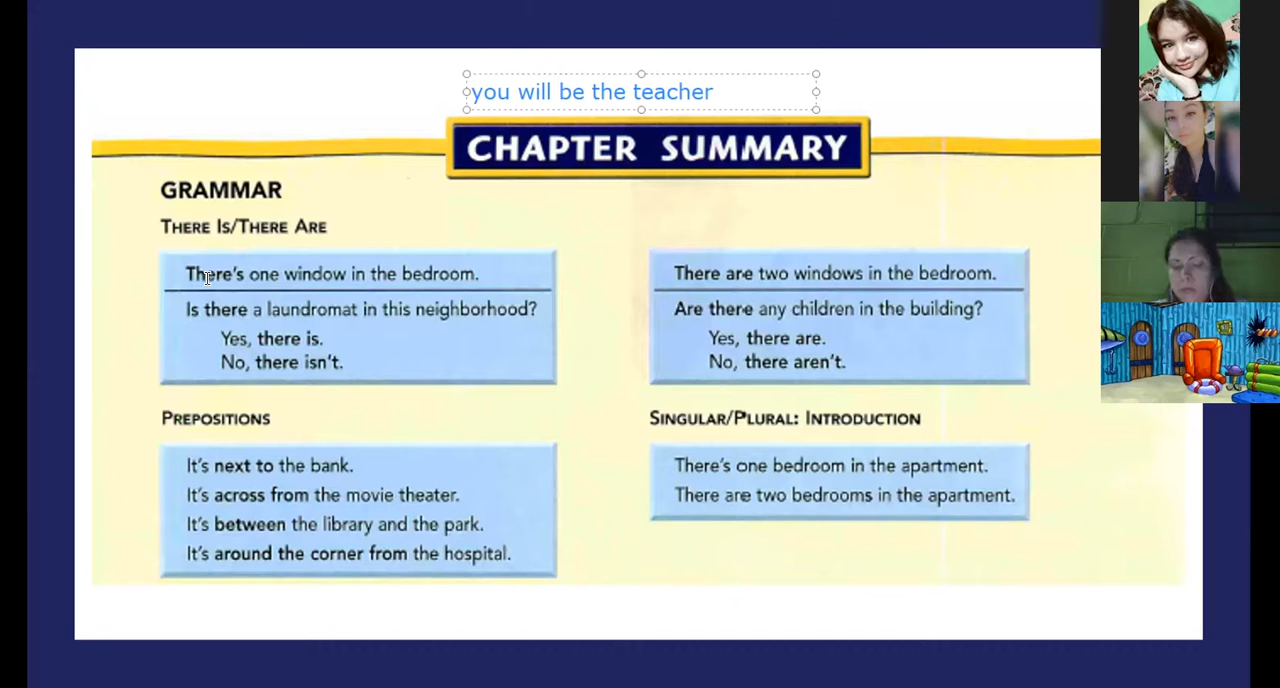 you will be the teacher
CHAPTER SUMMARY
GRAMMAR
THERE IS/THERE ARE
There's one window in the bedroom.
Is there a laundromat in this neighborhood?
Yes, there is.
No, there isn't.
There are two windows in the bedroom.
Are there any children in the building?
Yes, there are.
No, there aren't.
PREPOSITIONS
It's next to the bank.
It's across from the movie theater.
It's between the library and the park.
It's around the corner from the hospital.
SINGULAR/PLURAL: INTRODUCTION
There's one bedroom in the apartment.
There are two bedrooms in the apartment.